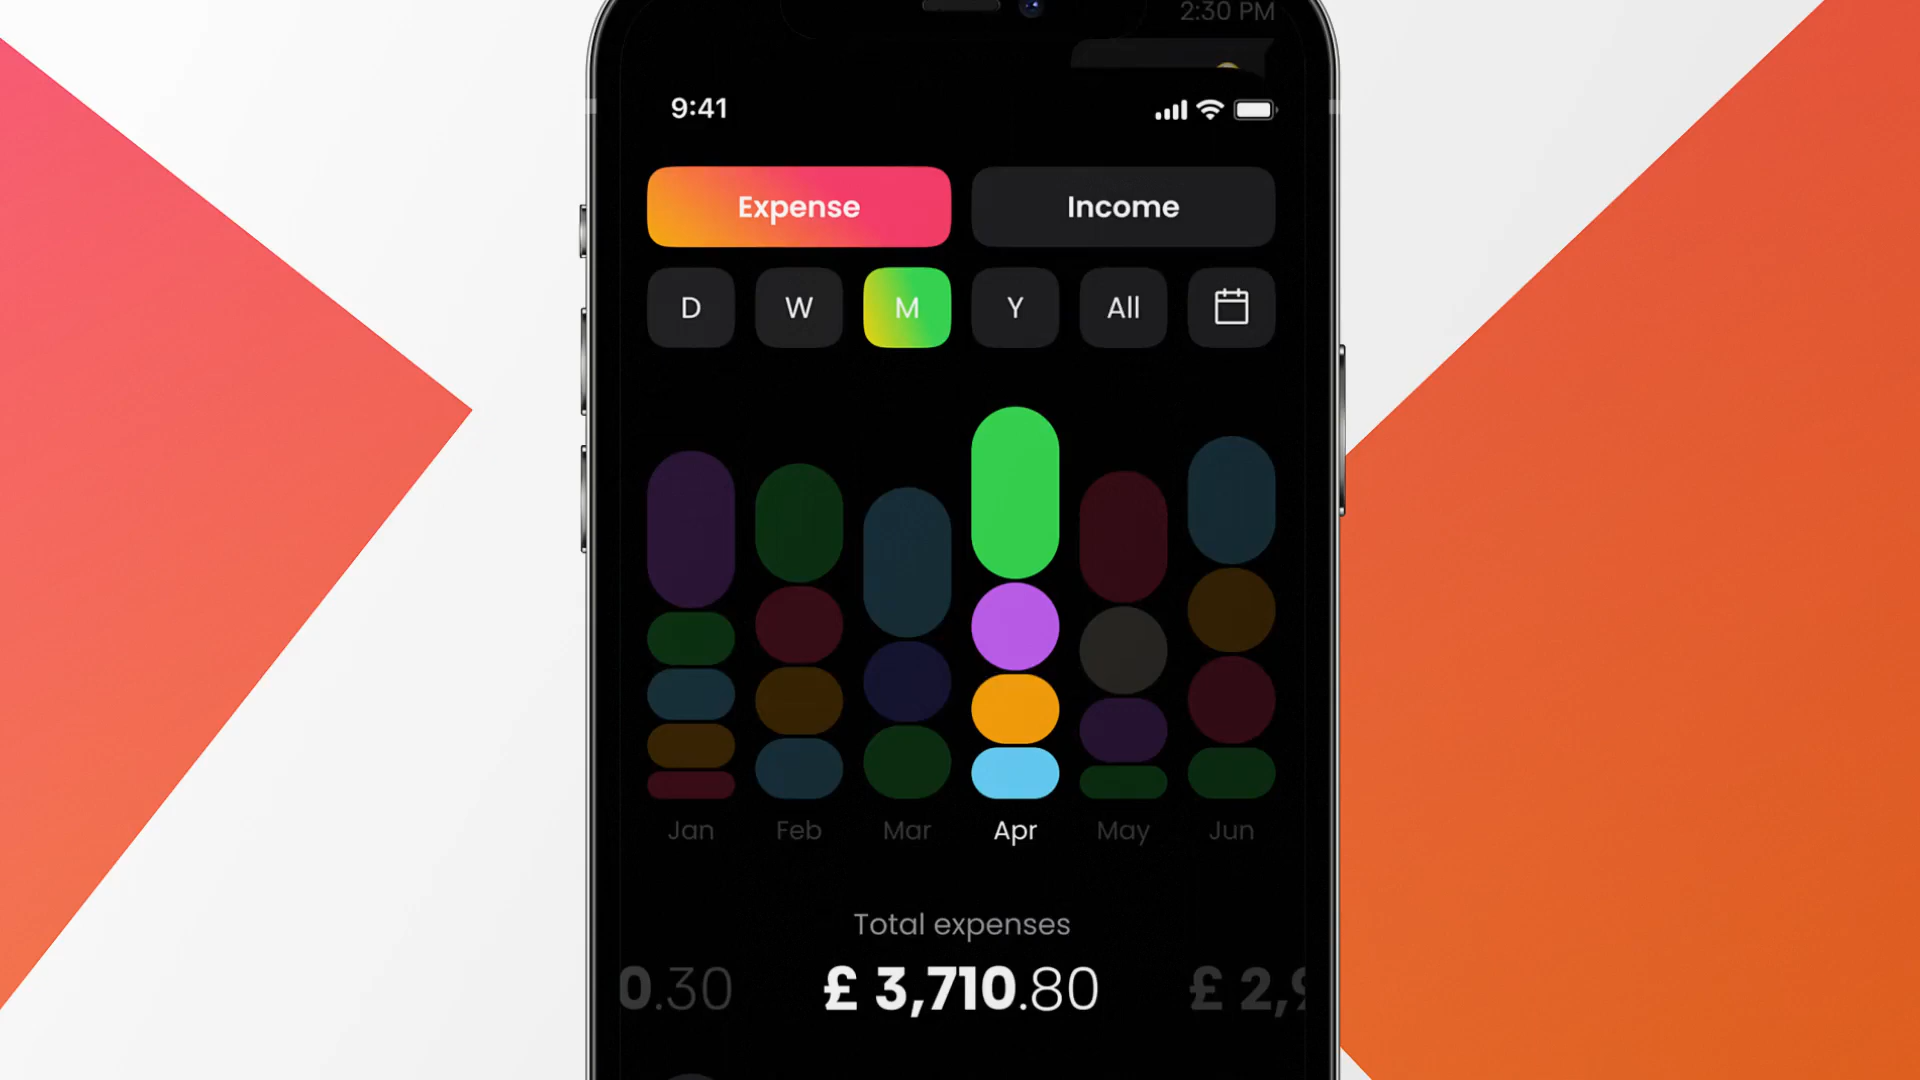 2:30 PM
9:41
Expense Income
D W M Y All
Jan Feb Mar Apr May Jun
Total expenses
0.30 £ 3,710.80 £ 2,9